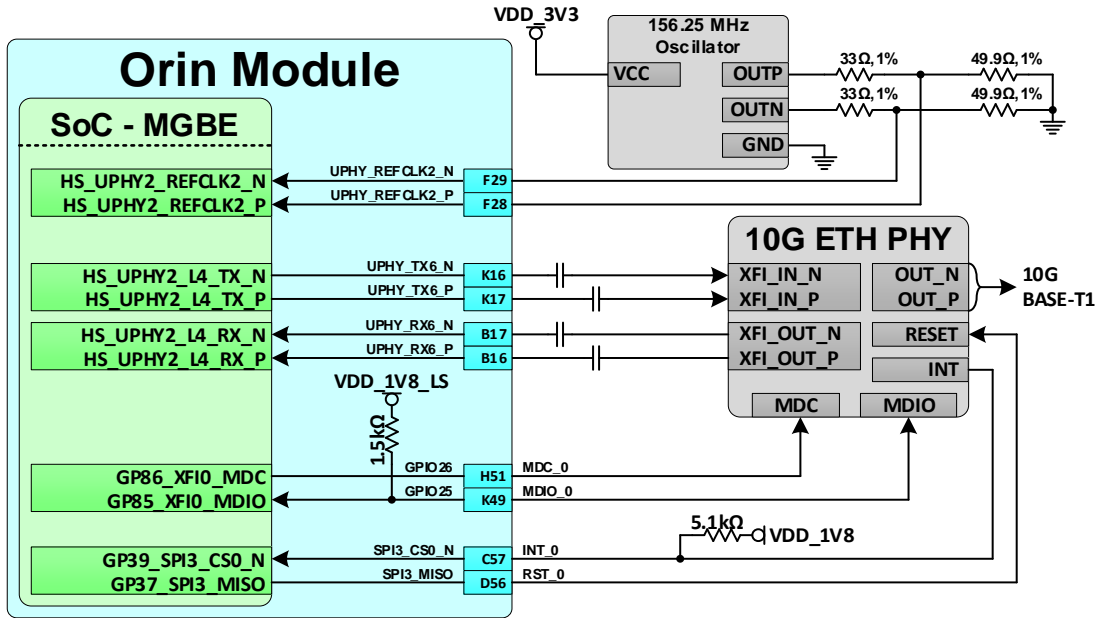 VDD_3V3
156.25 MHz
Oscillator
VCC
OUTP
OUTN
GND
33Ω, 1%
49.9Ω, 1%
33Ω, 1%
49.9Ω, 1%
Orin Module
SoC - MGBE
HS_UPHY2_REFCLK2_N
UPHY_REFCLK2_N
F29
HS_UPHY2_REFCLK2_P
UPHY_REFCLK2_P
F28
10G ETH PHY
HS_UPHY2_L4_TX_N
UPHY_TX6_N
K16
XFI_IN_N
OUT_N
HS_UPHY2_L4_TX_P
UPHY_TX6_P
K17
XFI_IN_P
OUT_P
10G
BASE-T1
HS_UPHY2_L4_RX_N
UPHY_RX6_N
B17
XFI_OUT_N
RESET
HS_UPHY2_L4_RX_P
UPHY_RX6_P
B16
XFI_OUT_P
INT
MDC
MDIO
VDD_1V8_LS
1.5kΩ
GP86_XFI0_MDC
GPIO26
H51
MDC_0
GP85_XFI0_MDIO
GPIO25
K49
MDIO_0
5.1kΩ
VDD_1V8
GP39_SPI3_CS0_N
SPI3_CS0_N
C57
INT_0
GP37_SPI3_MISO
SPI3_MISO
D56
RST_0